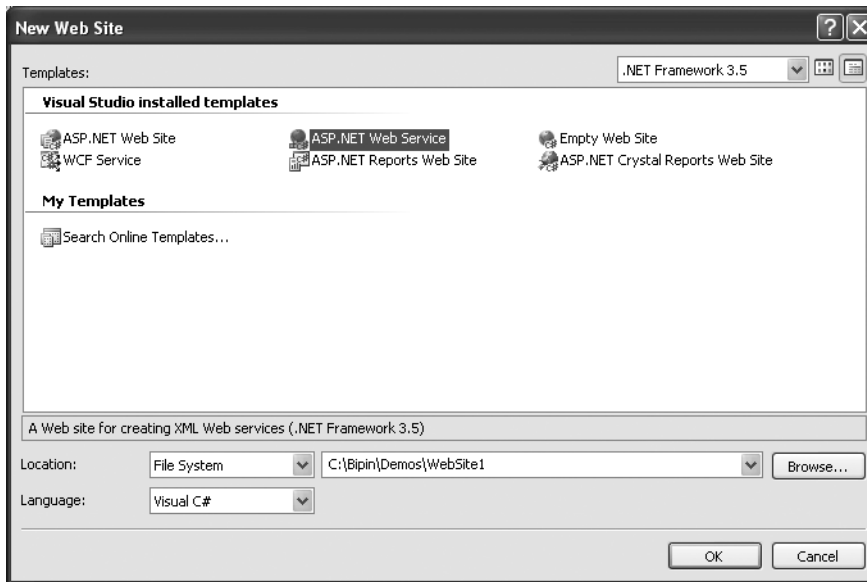 New Web Site
Templates: .NET Framework 3.5
Visual Studio installed templates
ASP.NET Web Site ASP.NET Web Service Empty Web Site
WCF Service ASP.NET Reports Web Site ASP.NET Crystal Reports Web Site
My Templates
Search Online Templates...
A Web site for creating XML Web services (.NET Framework 3.5)
Location: File System C:\Bipin\Demos\WebSite1 Browse...
Language: Visual C#
OK Cancel